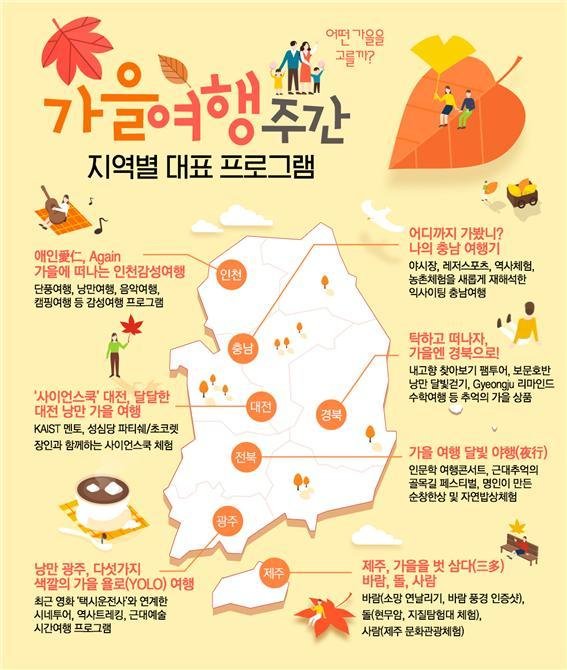 어떤 가을을
고를까?
가을여행주간
지역별 대표 프로그램
애인愛仁, Again
가을에 떠나는 인천감성여행
단풍여행, 낭만여행, 음악여행,
캠핑여행 등 감성여행 프로그램
어디까지 가봤니?
나의 충남 여행기
야시장, 레저스포츠, 역사체험,
농촌체험을 새롭게 재해석한
익사이팅 충남여행
인천
충남
대전
경북
전북
광주
제주
'사이언스쿡' 대전, 달달한
대전 낭만 가을 여행
KAIST 멘토, 성심당 파티쉐/초코렛
장인과 함께하는 사이언스쿡 체험
탁하고 떠나자,
가을엔 경북으로!
내고향 찾아보기 팸투어, 보문호반
낭만 달빛걷기, Gyeongju 리마인드
수학여행 등 추억의 가을 상품
가을 여행 달빛 야행(夜行)
인문학 여행콘서트, 근대추억의
골목길 페스티벌, 명인이 만든
순창한상 및 자연밥상체험
낭만 광주, 다섯가지
색깔의 가을 욜로(YOLO) 여행
최근 영화 '택시운전사'와 연계한
시네투어, 역사트레킹, 근대예술
시간여행 프로그램
제주, 가을을 벗 삼다(三多)
바람, 돌, 사람
바람(소망 연날리기, 바람 풍경 인증샷),
돌(현무암, 지질탐험대 체험),
사람(제주 문화관광체험)